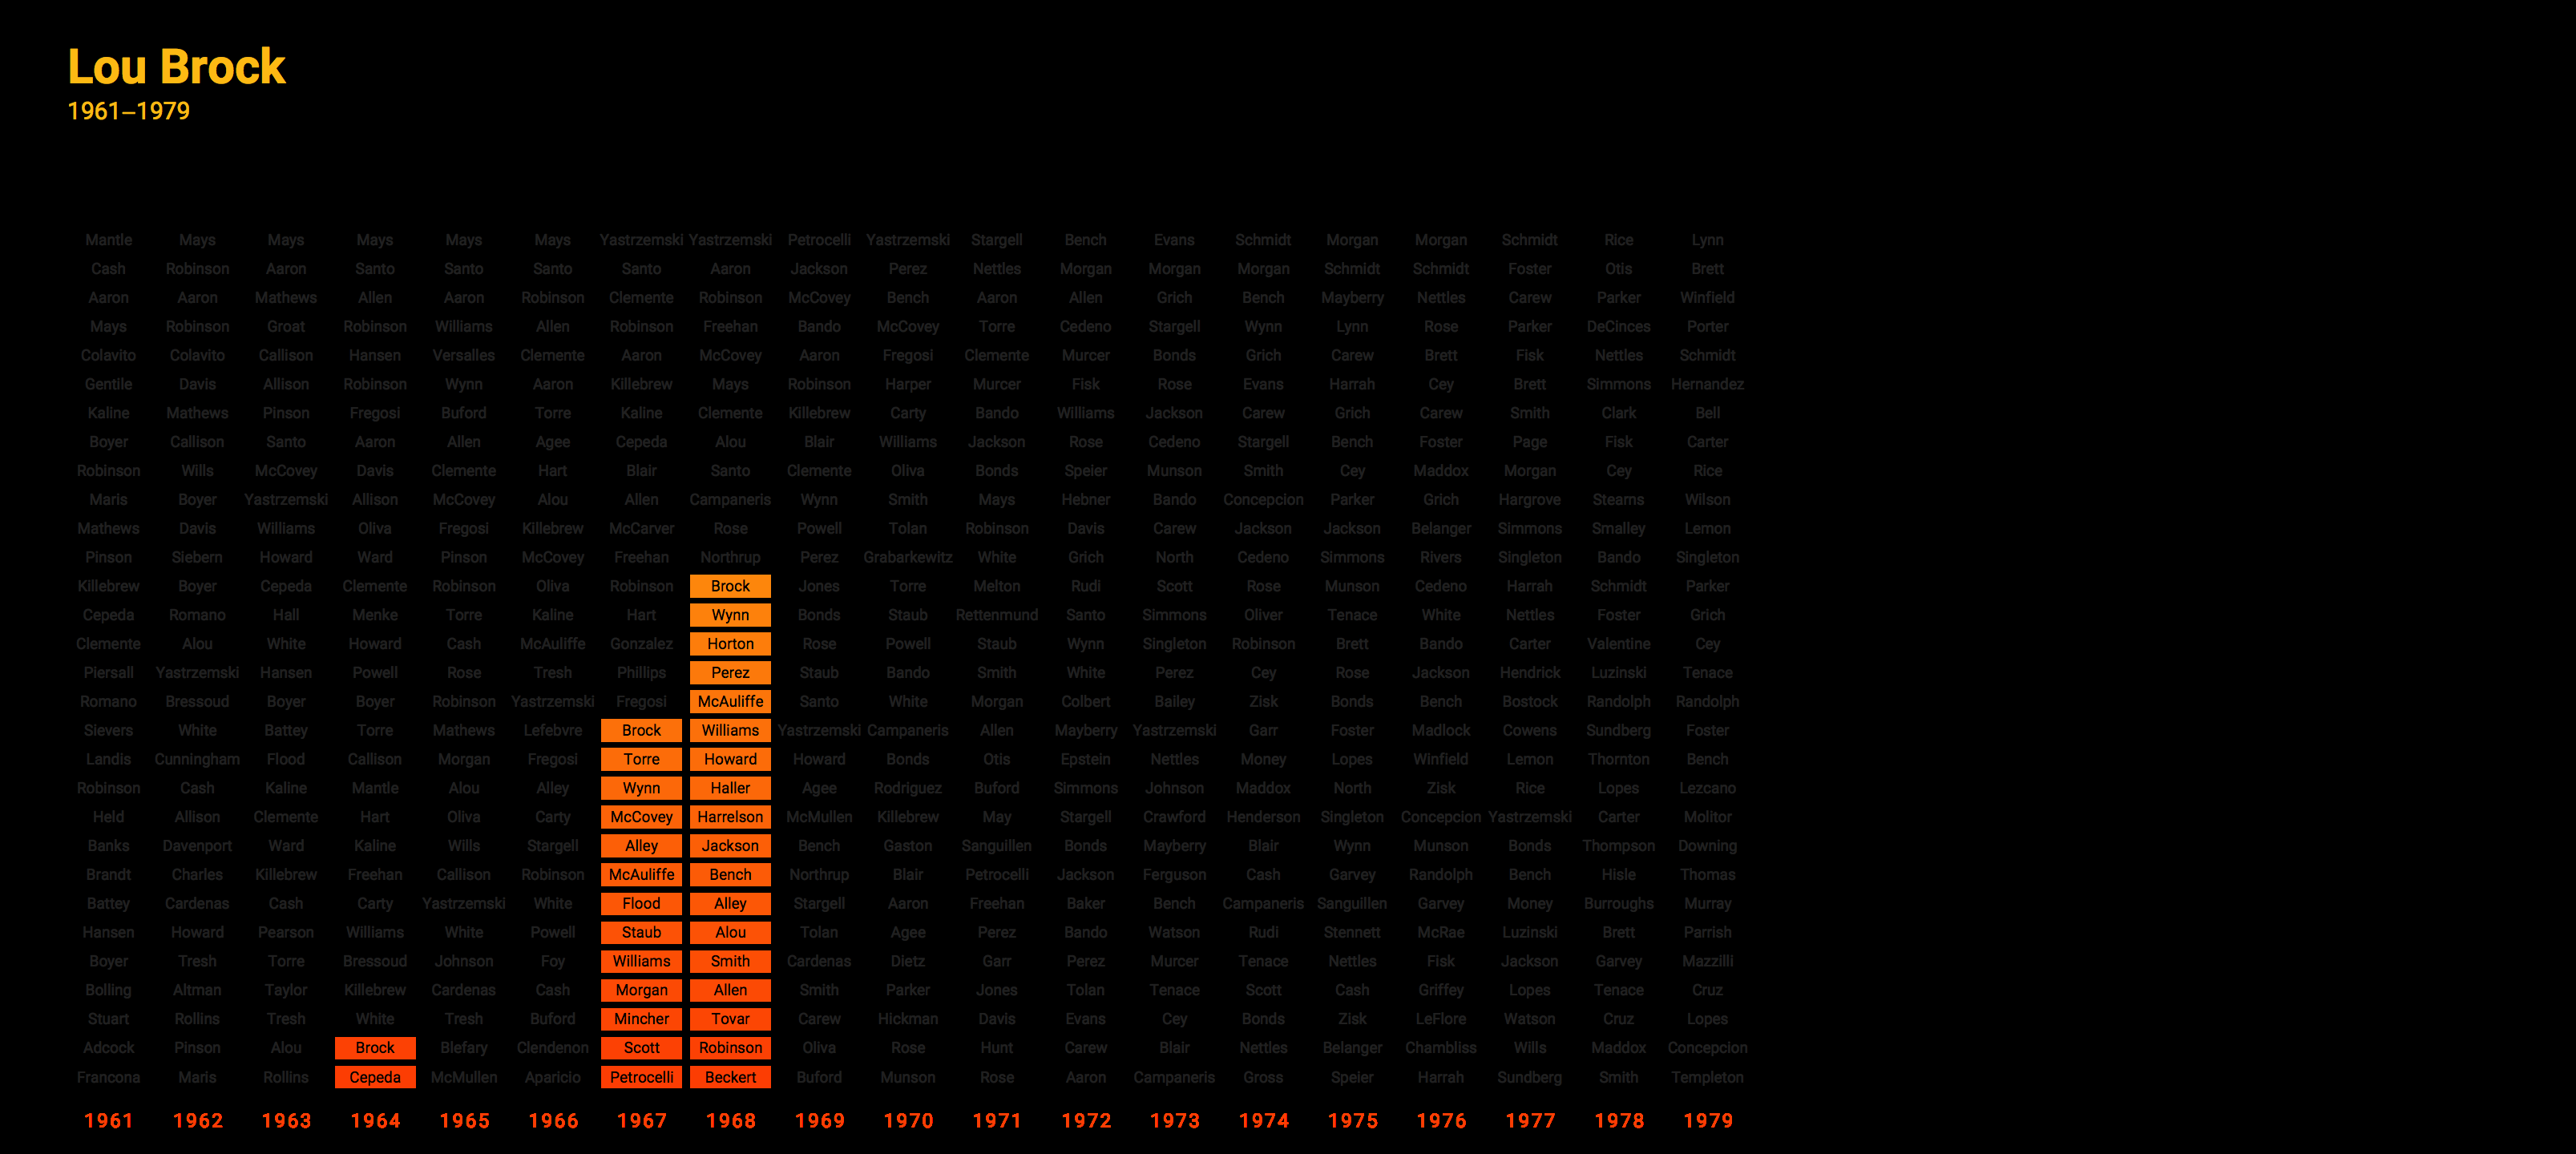 Lou Brock
1961–1979
Mantle Mays Mays Mays Mays Mays Yastrzemski Yastrzemski Petrocelli Yastrzemski Stargell Bench Evans Schmidt Morgan Morgan Schmidt Rice Lynn
Cash Robinson Aaron Santo Santo Santo Santo Aaron Jackson Perez Nettles Morgan Morgan Morgan Schmidt Schmidt Foster Otis Brett
Aaron Aaron Mathews Allen Aaron Robinson Clemente Robinson McCovey Bench Aaron Allen Grich Bench Mayberry Nettles Carew Parker Winfield
Mays Robinson Groat Robinson Williams Allen Robinson Freehan Bando McCovey Torre Cedeno Stargell Wynn Lynn Rose Parker DeCinces Porter
Colavito Colavito Callison Hansen Versalles Clemente Aaron McCovey Aaron Fregosi Clemente Murcer Bonds Grich Carew Brett Fisk Nettles Schmidt
Gentile Davis Allison Robinson Wynn Aaron Killebrew Mays Robinson Harper Murcer Fisk Rose Evans Harrah Cey Brett Simmons Hernandez
Kaline Mathews Pinson Fregosi Buford Torre Kaline Clemente Killebrew Carty Bando Williams Jackson Carew Grich Carew Smith Clark Bell
Boyer Callison Santo Aaron Allen Agee Cepeda Alou Blair Williams Jackson Rose Cedeno Stargell Bench Foster Page Fisk Carter
Robinson Wills McCovey Davis Clemente Hart Blair Santo Clemente Oliva Bonds Speier Munson Smith Cey Maddox Morgan Cey Rice
Maris Boyer Yastrzemski Allison McCovey Alou Allen Campaneris Wynn Smith Mays Hebner Bando Concepcion Parker Grich Hargrove Stearns Wilson
Mathews Davis Williams Oliva Fregosi Killebrew McCarver Rose Powell Tolan Robinson Davis Carew Jackson Jackson Belanger Simmons Smalley Lemon
Pinson Siebern Howard Ward Pinson McCovey Freehan Northrup Perez Grabarkewitz White Grich North Cedeno Simmons Rivers Singleton Bando Singleton
Killebrew Boyer Cepeda Clemente Robinson Oliva Robinson Brock Jones Torre Melton Rudi Scott Rose Munson Cedeno Harrah Schmidt Parker
Cepeda Romano Hall Menke Torre Kaline Hart Wynn Bonds Staub Rettenmund Santo Simmons Oliver Tenace White Nettles Foster Grich
Clemente Alou White Howard Cash McAuliffe Gonzalez Horton Rose Powell Staub Wynn Singleton Robinson Brett Bando Carter Valentine Cey
Piersall Yastrzemski Hansen Powell Rose Tresh Phillips Perez Staub Bando Smith White Perez Cey Rose Jackson Hendrick Luzinski Tenace
Romano Bressoud Boyer Boyer Robinson Yastrzemski Fregosi McAuliffe Santo White Morgan Colbert Bailey Zisk Bonds Bench Bostock Randolph Randolph
Sievers White Battey Torre Mathews Lefebvre Brock Williams Yastrzemski Campaneris Allen Mayberry Yastrzemski Garr Foster Madlock Cowens Sundberg Foster
Landis Cunningham Flood Callison Morgan Fregosi Torre Howard Howard Bonds Otis Epstein Nettles Money Lopes Winfield Lemon Thornton Bench
Robinson Cash Kaline Mantle Alou Alley Wynn Haller Agee Rodriguez Buford Simmons Johnson Maddox North Zisk Rice Lopes Lezcano
Held Allison Clemente Hart Oliva Carty McCovey Harrelson McMullen Killebrew May Stargell Crawford Henderson Singleton Concepcion Yastrzemski Carter Molitor
Banks Davenport Ward Kaline Wills Stargell Alley Jackson Bench Gaston Sanguillen Bonds Mayberry Blair Wynn Munson Bonds Thompson Downing
Brandt Charles Killebrew Freehan Callison Robinson McAuliffe Bench Northrup Blair Petrocelli Jackson Ferguson Cash Garvey Randolph Bench Hisle Thomas
Battey Cardenas Cash Carty Yastrzemski White Flood Alley Stargell Aaron Freehan Baker Bench Campaneris Sanguillen Garvey Money Burroughs Murray
Hansen Howard Pearson Williams White Powell Staub Alou Tolan Agee Perez Bando Watson Rudi Stennett McRae Luzinski Brett Parrish
Boyer Tresh Torre Bressoud Johnson Foy Williams Smith Cardenas Dietz Garr Perez Murcer Tenace Nettles Fisk Jackson Garvey Mazzilli
Bolling Altman Taylor Killebrew Cardenas Cash Morgan Allen Smith Parker Jones Tolan Tenace Scott Cash Griffey Lopes Tenace Cruz
Stuart Rollins Tresh White Tresh Buford Mincher Tovar Carew Hickman Davis Evans Cey Bonds Zisk LeFlore Watson Cruz Lopes
Adcock Pinson Alou Brock Blefary Clendenon Scott Robinson Oliva Rose Hunt Carew Blair Nettles Belanger Chambliss Wills Maddox Concepcion
Francona Maris Rollins Cepeda McMullen Aparicio Petrocelli Beckert Buford Munson Rose Aaron Campaneris Gross Speier Harrah Sundberg Smith Templeton
1961 1962 1963 1964 1965 1966 1967 1968 1969 1970 1971 1972 1973 1974 1975 1976 1977 1978 1979